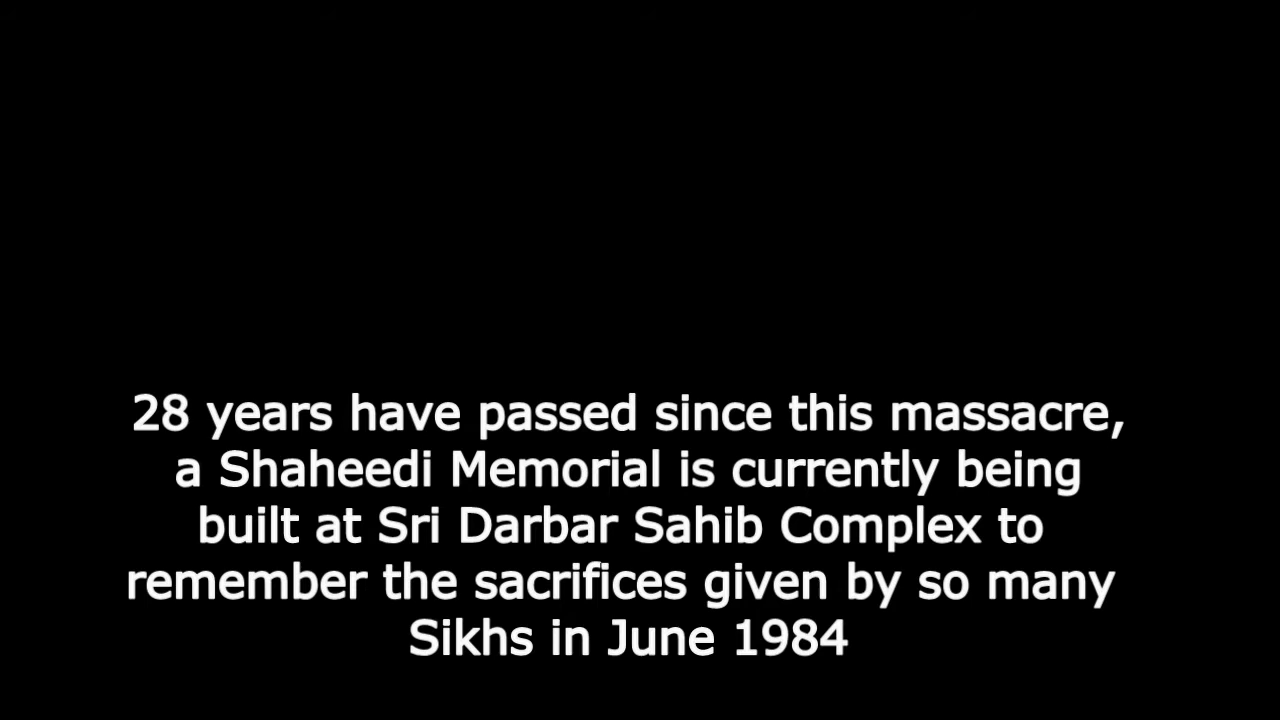 28 years have passed since this massacre,
a Shaheedi Memorial is currently being
built at Sri Darbar Sahib Complex to
remember the sacrifices given by so many
Sikhs in June 1984